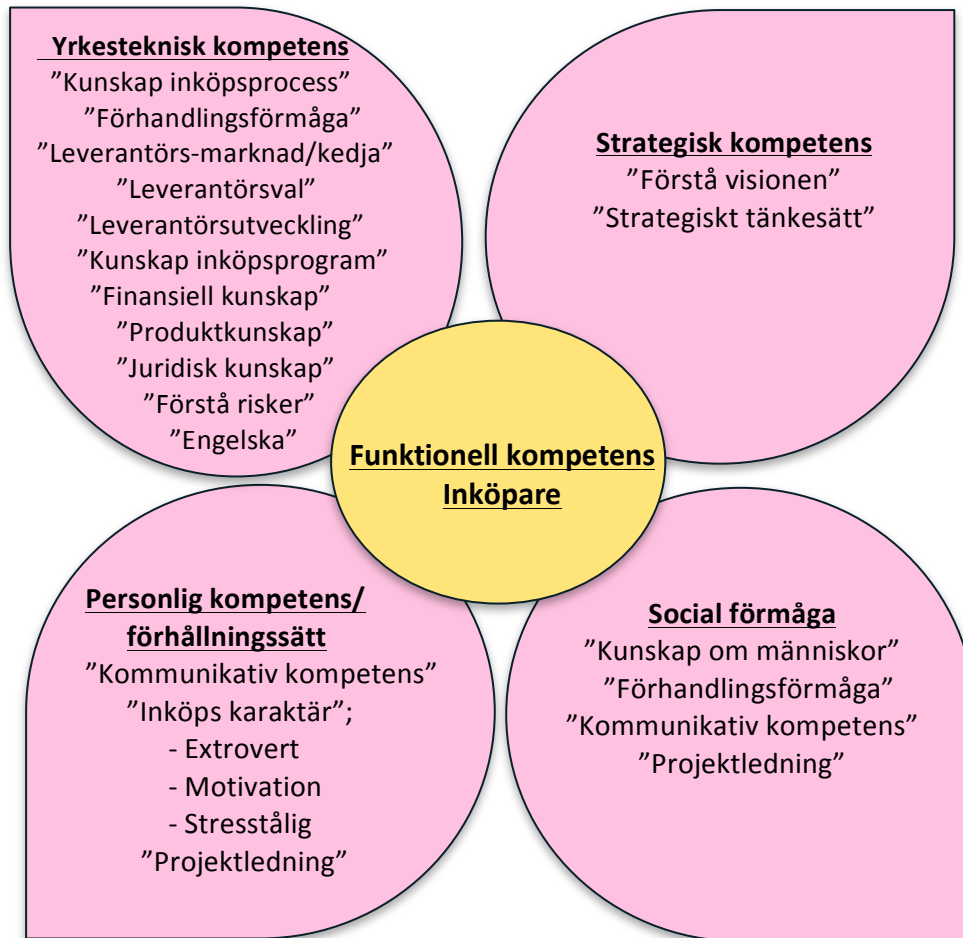 Yrkesteknisk kompetens
”Kunskap inköpsprocess”
”Förhandlingsförmåga”
”Leverantörs-marknad/kedja”
”Leverantörsval”
”Leverantörsutveckling”
”Kunskap inköpsprogram”
”Finansiell kunskap”
”Produktkunskap”
”Juridisk kunskap”
”Förstå risker”
”Engelska”
Strategisk kompetens
”Förstå visionen”
”Strategiskt tänkesätt”
Funktionell kompetens
Inköpare
Personlig kompetens/
förhållningssätt
”Kommunikativ kompetens”
”Inköps karaktär”;
- Extrovert
- Motivation
- Stresstålig
”Projektledning”
Social förmåga
”Kunskap om människor”
”Förhandlingsförmåga”
”Kommunikativ kompetens”
”Projektledning”